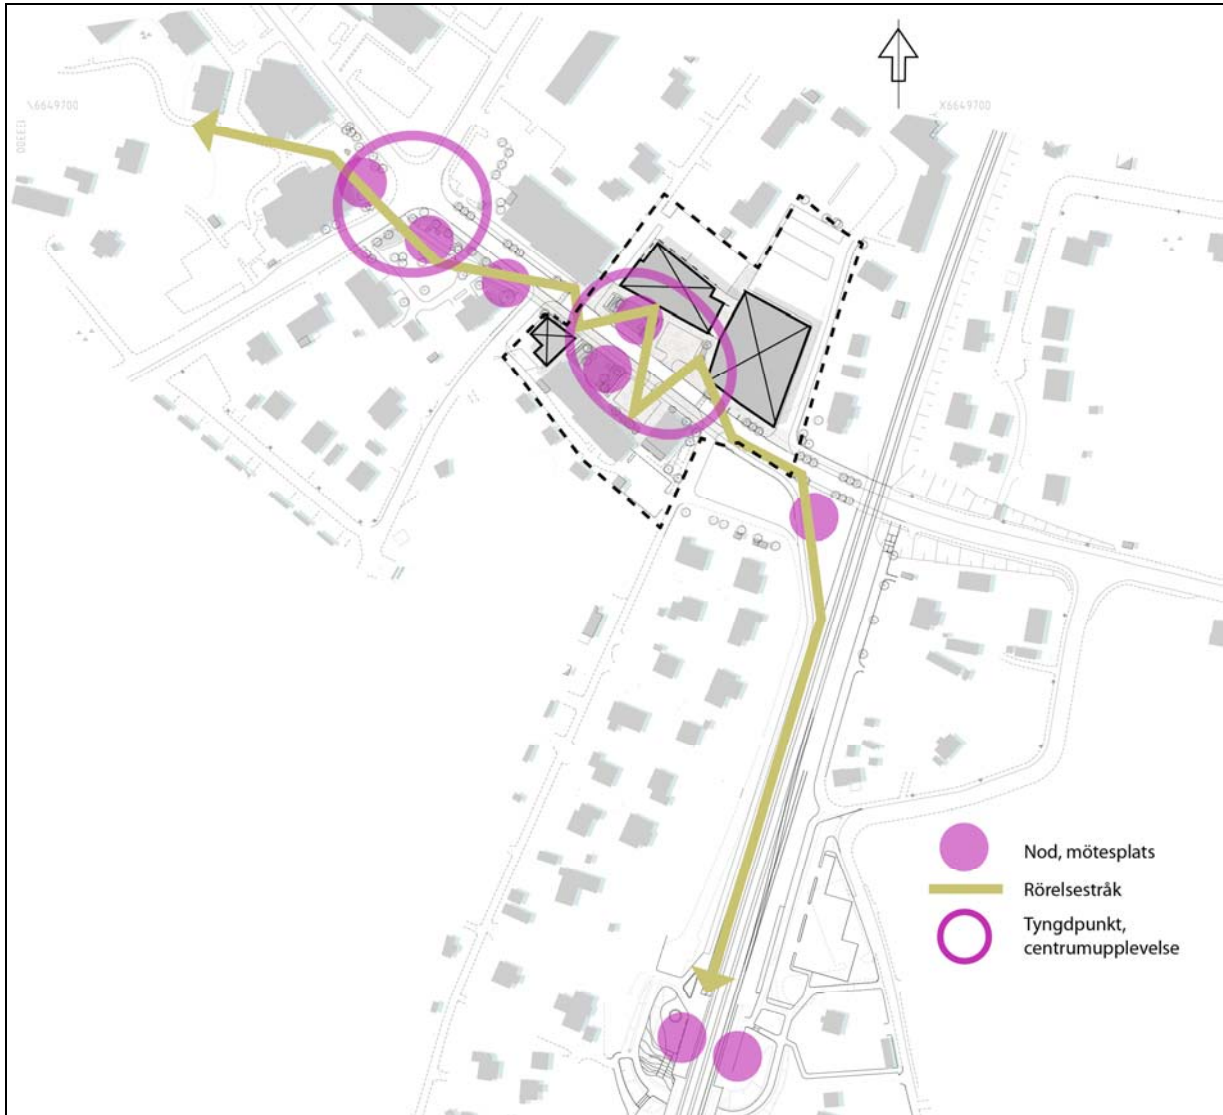 \6649700
X6649700
Nod, mötesplats
Rörelsestråk
Tyngdpunkt,
centrumupplevelse